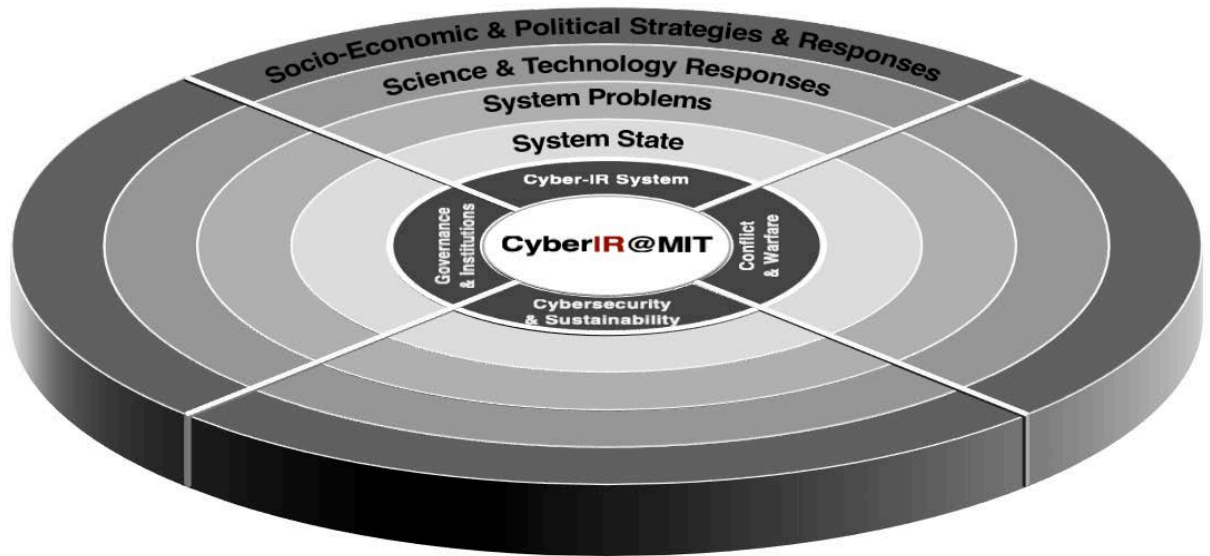 Socio-Economic & Political Strategies & Responses
Science & Technology Responses
System Problems
System State
Cyber-IR System
Governance
& Institutions
CyberIR@MIT
Conflict
& Warfare
Cybersecurity
& Sustainability